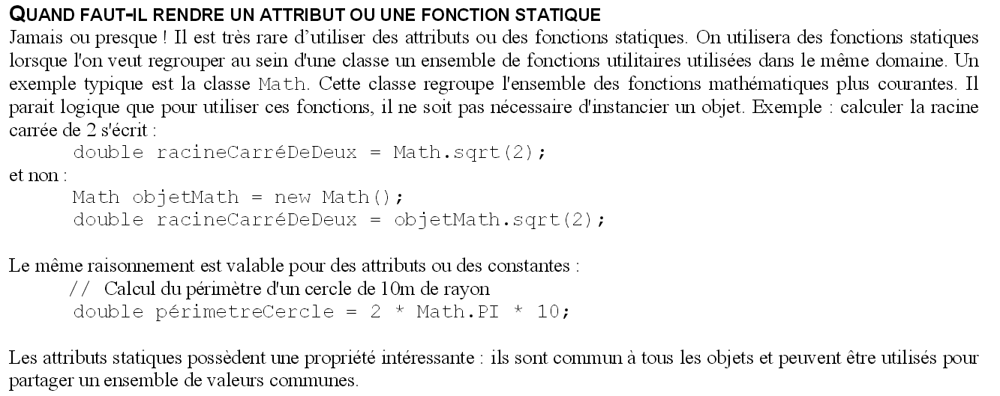 QUAND FAUT-IL RENDRE UN ATTRIBUT OU UNE FONCTION STATIQUE
Jamais ou presque ! Il est très rare d’utiliser des attributs ou des fonctions statiques. On utilisera des fonctions statiques
lorsque l'on veut regrouper au sein d'une classe un ensemble de fonctions utilitaires utilisées dans le même domaine. Un
exemple typique est la classe Math. Cette classe regroupe l'ensemble des fonctions mathématiques plus courantes. Il
parait logique que pour utiliser ces fonctions, il ne soit pas nécessaire d'instancier un objet. Exemple : calculer la racine
carrée de 2 s'écrit :
double racineCarréDeDeux = Math.sqrt(2);
et non :
Math objetMath = new Math();
double racineCarréDeDeux = objetMath.sqrt(2);
Le même raisonnement est valable pour des attributs ou des constantes :
// Calcul du périmètre d'un cercle de 10m de rayon
double périmetreCercle = 2 * Math.PI * 10;
Les attributs statiques possèdent une propriété intéressante : ils sont commun à tous les objets et peuvent être utilisés pour
partager un ensemble de valeurs communes.